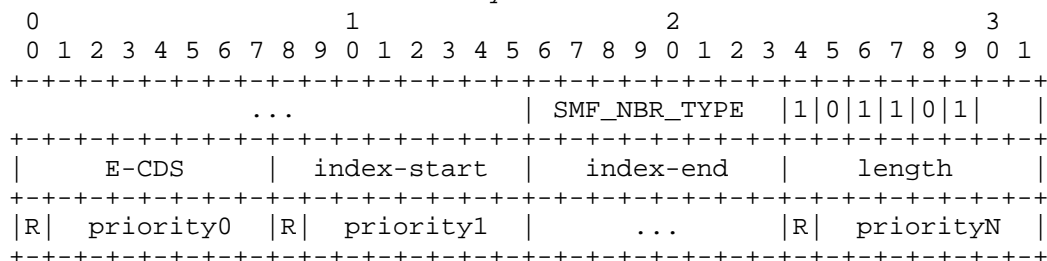 0                   1                   2                   3
 0 1 2 3 4 5 6 7 8 9 0 1 2 3 4 5 6 7 8 9 0 1 2 3 4 5 6 7 8 9 0 1
+-+-+-+-+-+-+-+-+-+-+-+-+-+-+-+-+-+-+-+-+-+-+-+-+-+-+-+-+-+-+-+-+
               ...              | SMF_NBR_TYPE  |1|0|1|1|0|1|   |
+-+-+-+-+-+-+-+-+-+-+-+-+-+-+-+-+-+-+-+-+-+-+-+-+-+-+-+-+-+-+-+-+
|     E-CDS     |  index-start  |   index-end   |    length     |
+-+-+-+-+-+-+-+-+-+-+-+-+-+-+-+-+-+-+-+-+-+-+-+-+-+-+-+-+-+-+-+-+
|R|  priority0  |R|  priority1  |      ...      |R|  priorityN  |
+-+-+-+-+-+-+-+-+-+-+-+-+-+-+-+-+-+-+-+-+-+-+-+-+-+-+-+-+-+-+-+-+